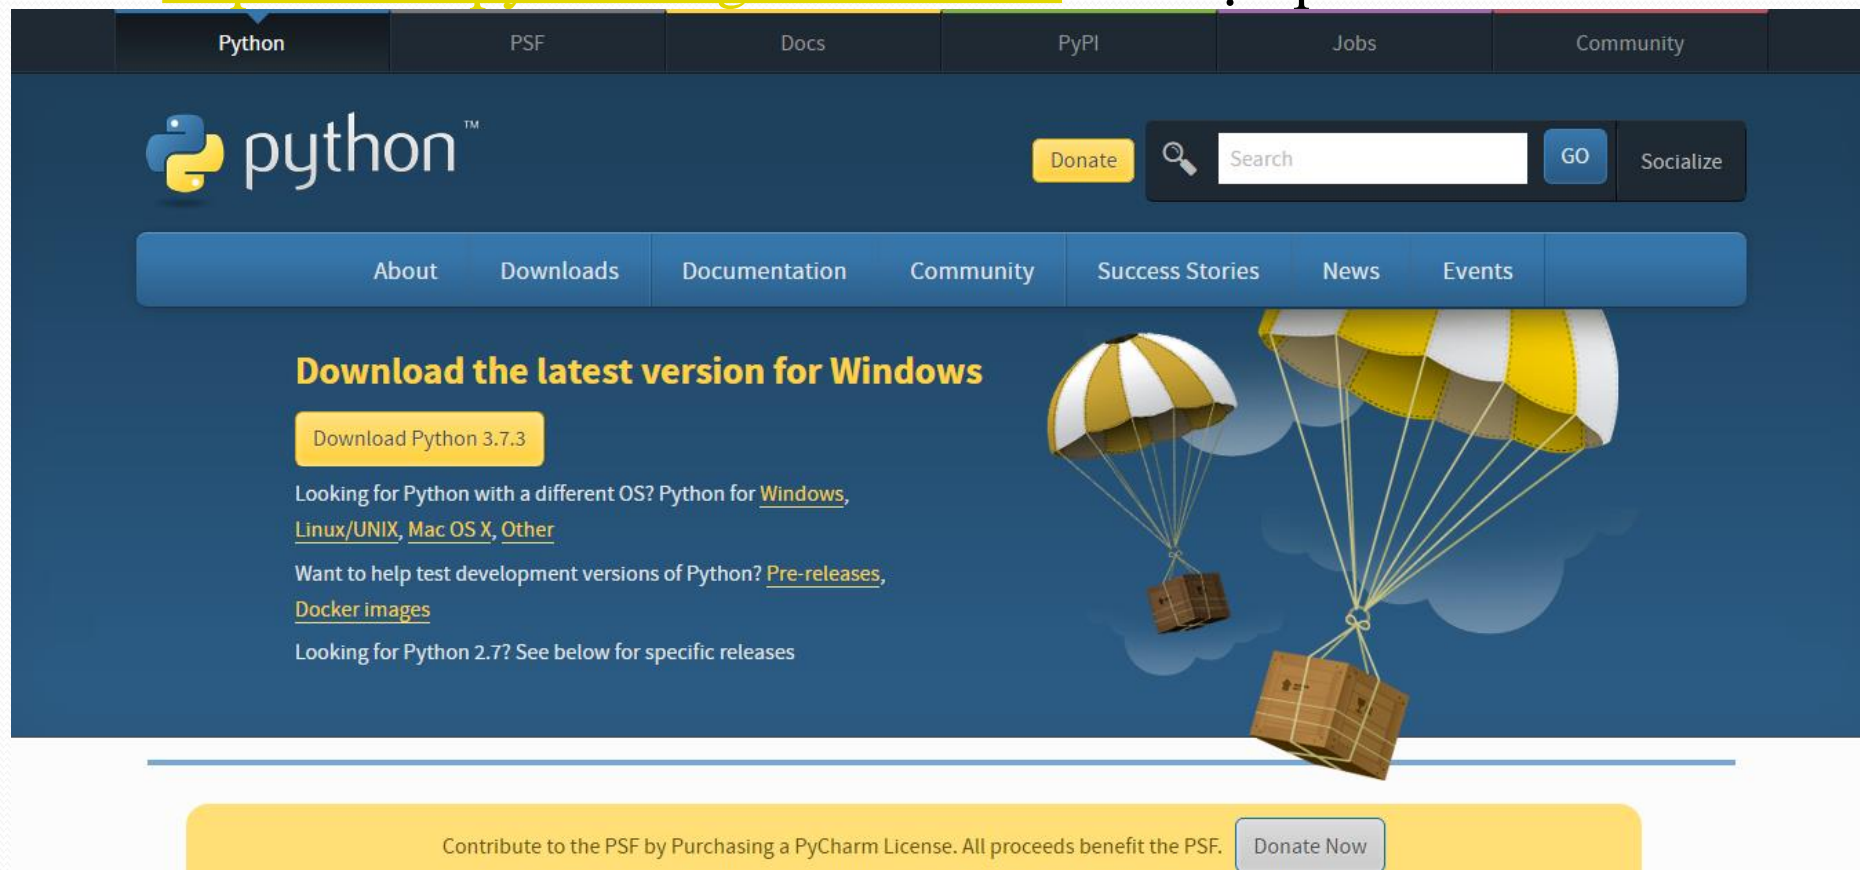 Python PSF Docs PyPI Jobs Community
python™
Donate Search GO Socialize
About Downloads Documentation Community Success Stories News Events
Download the latest version for Windows
Download Python 3.7.3
Looking for Python with a different OS? Python for Windows,
Linux/UNIX, Mac OS X, Other
Want to help test development versions of Python? Pre-releases,
Docker images
Looking for Python 2.7? See below for specific releases
Contribute to the PSF by Purchasing a PyCharm License. All proceeds benefit the PSF. Donate Now